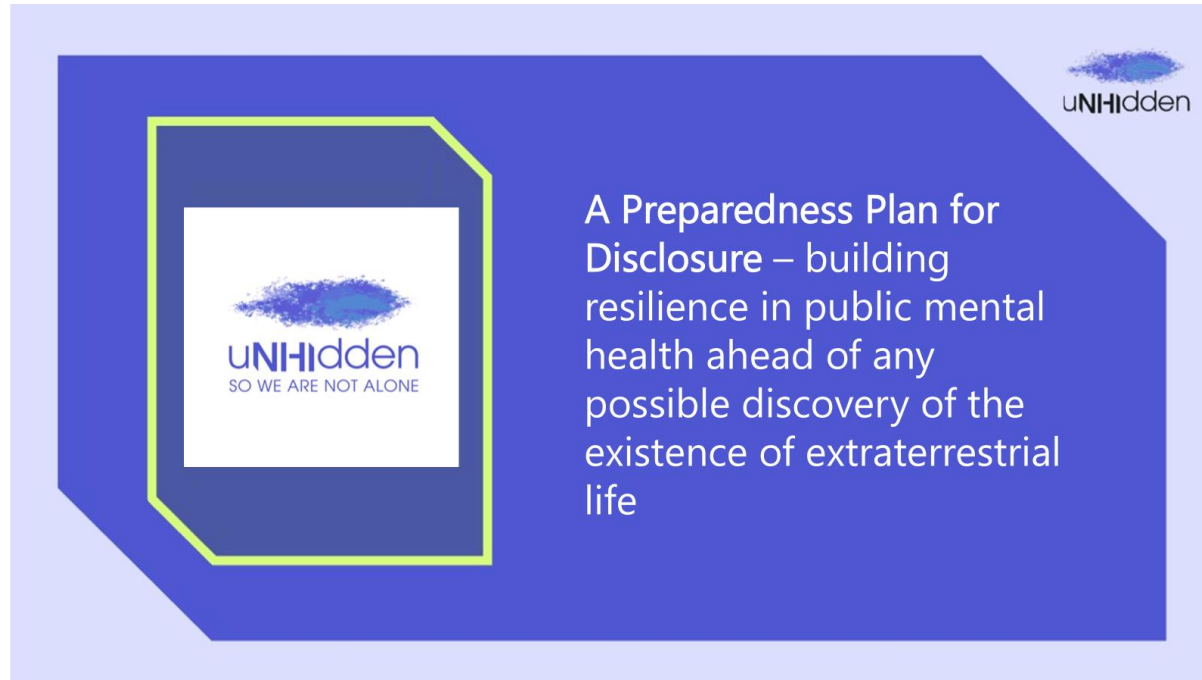 uNHIdden
uNHIdden
SO WE ARE NOT ALONE
A Preparedness Plan for
Disclosure – building
resilience in public mental
health ahead of any
possible discovery of the
existence of extraterrestrial
life